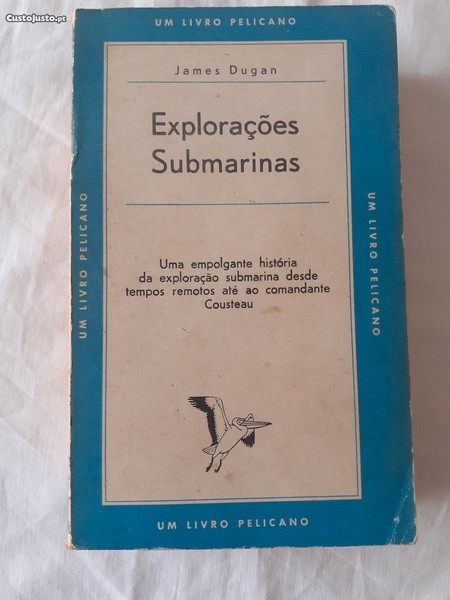 CustoJusto.pt
UM LIVRO PELICANO
James Dugan
Explorações
Submarinas
UM LIVRO PELICANO
UM LIVRO PELICANO
Uma empolgante história
da exploração submarina desde
tempos remotos até ao comandante
Cousteau
UM LIVRO PELICANO